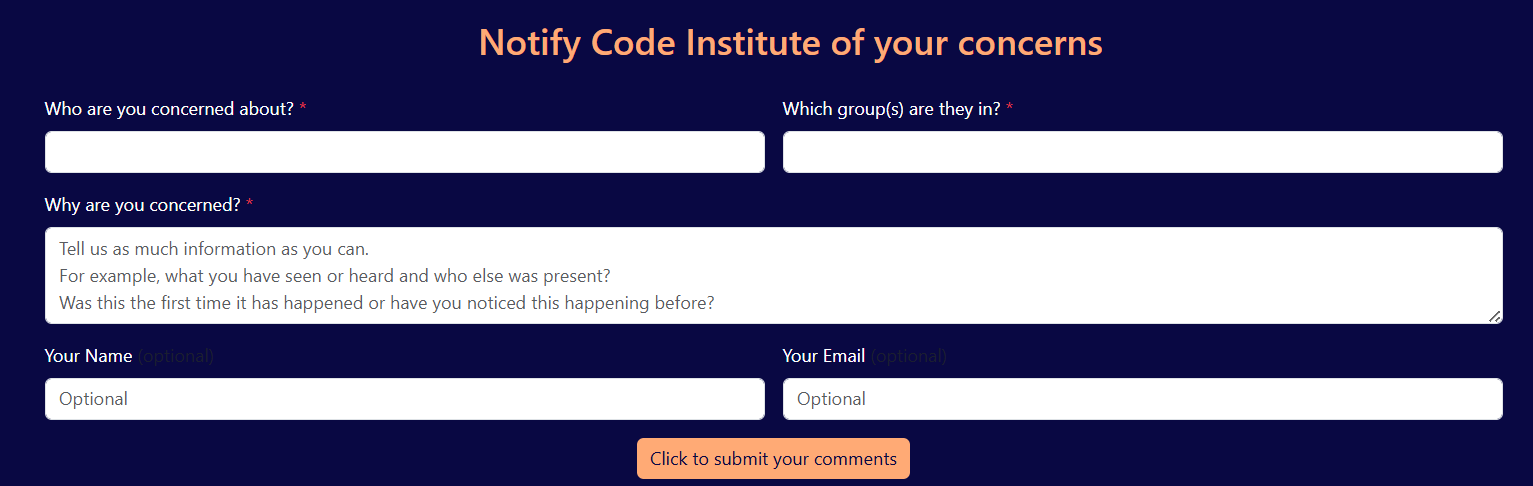 Notify Code Institute of your concerns
Who are you concerned about? *
Which group(s) are they in? *
Why are you concerned? *
Tell us as much information as you can.
For example, what you have seen or heard and who else was present?
Was this the first time it has happened or have you noticed this happening before?
Your Name (optional)
Your Email (optional)
Optional
Optional
Click to submit your comments